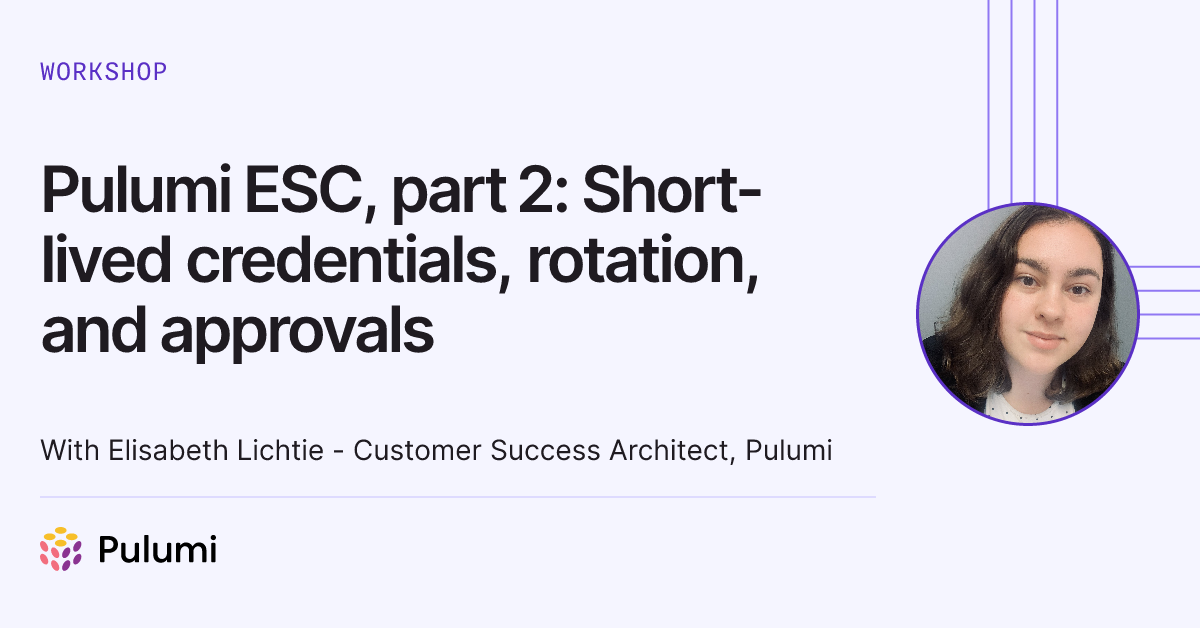 WORKSHOP
Pulumi ESC, part 2: Short-
lived credentials, rotation,
and approvals
With Elisabeth Lichtie - Customer Success Architect, Pulumi
Pulumi